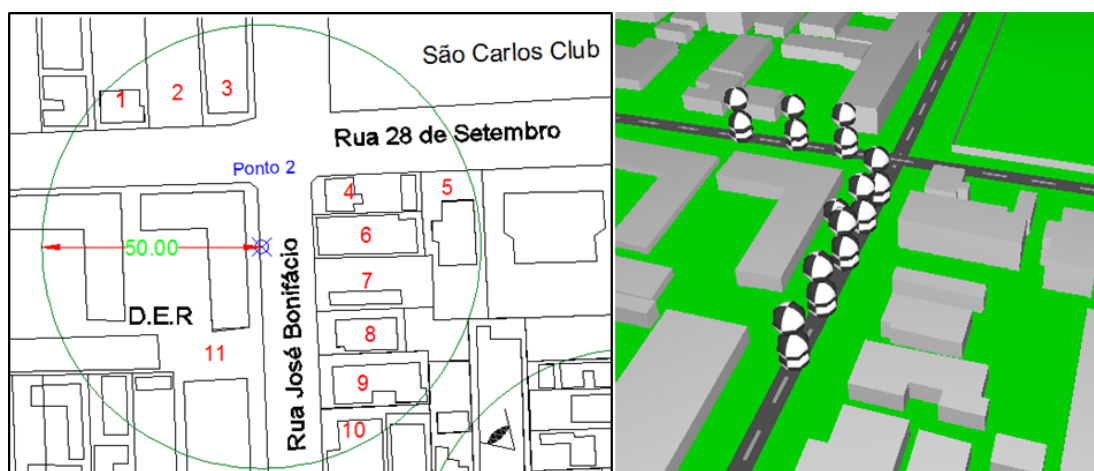 São Carlos Club
1
2
3
Rua 28 de Setembro
Ponto 2
4
5
6
50.00
Rua José Bonifácio
7
D.E.R
8
11
9
10